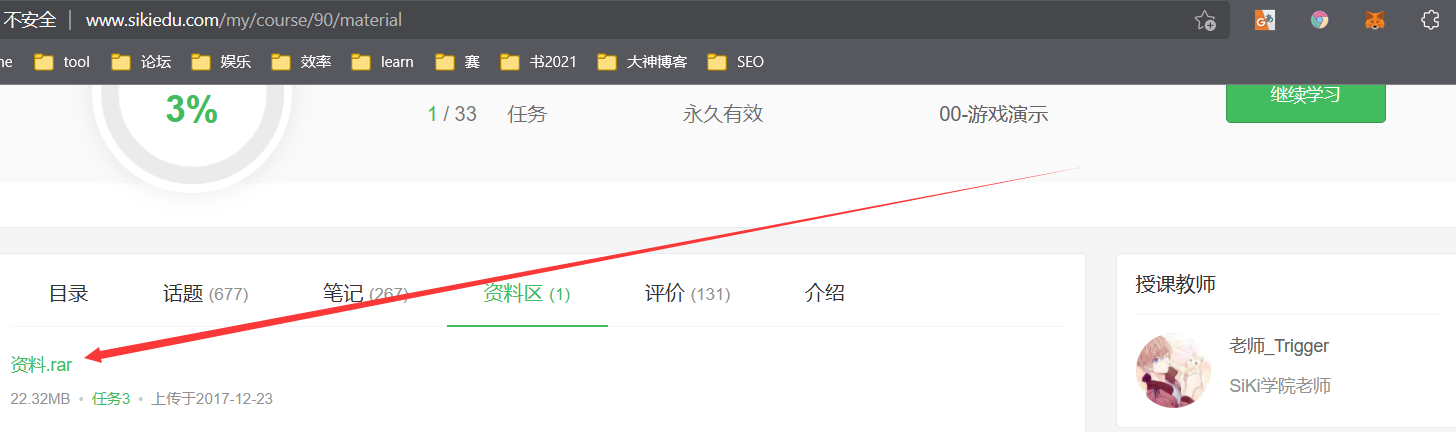 不安全 www.sikiedu.com/my/course/90/material
tool 论坛 娱乐 效率 learn 赛 书2021 大神博客 SEO
3% 1 / 33 任务 永久有效 00-游戏演示 继续学习
目录 话题 (677) 笔记 (267) 资料区 (1) 评价 (131) 介绍
授课教师
资料.rar
22.32MB • 任务3 • 上传于2017-12-23
老师_Trigger
SiKi学院老师